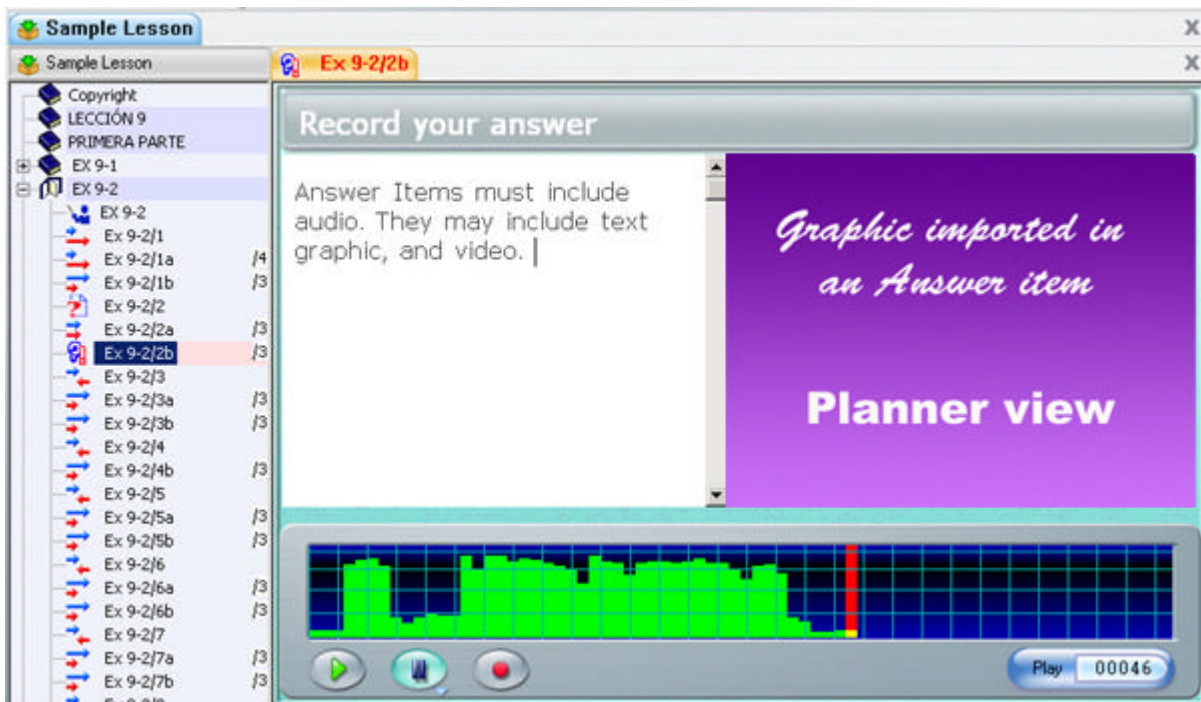 Sample Lesson
X
Sample Lesson
Ex 9-2/2b
X
Copyright
LECCIÓN 9
PRIMERA PARTE
EX 9-1
EX 9-2
EX 9-2
Ex 9-2/1
Ex 9-2/1a /4
Ex 9-2/1b /3
Ex 9-2/2
Ex 9-2/2a /3
Ex 9-2/2b /3
Ex 9-2/3
Ex 9-2/3a /3
Ex 9-2/3b /3
Ex 9-2/4
Ex 9-2/4b /3
Ex 9-2/5
Ex 9-2/5a /3
Ex 9-2/5b /3
Ex 9-2/6
Ex 9-2/6a /3
Ex 9-2/6b /3
Ex 9-2/7
Ex 9-2/7a /3
Ex 9-2/7b /3
Record your answer
Answer Items must include
audio. They may include text
graphic, and video.
Graphic imported in
an Answer item
Planner view
Play 00046